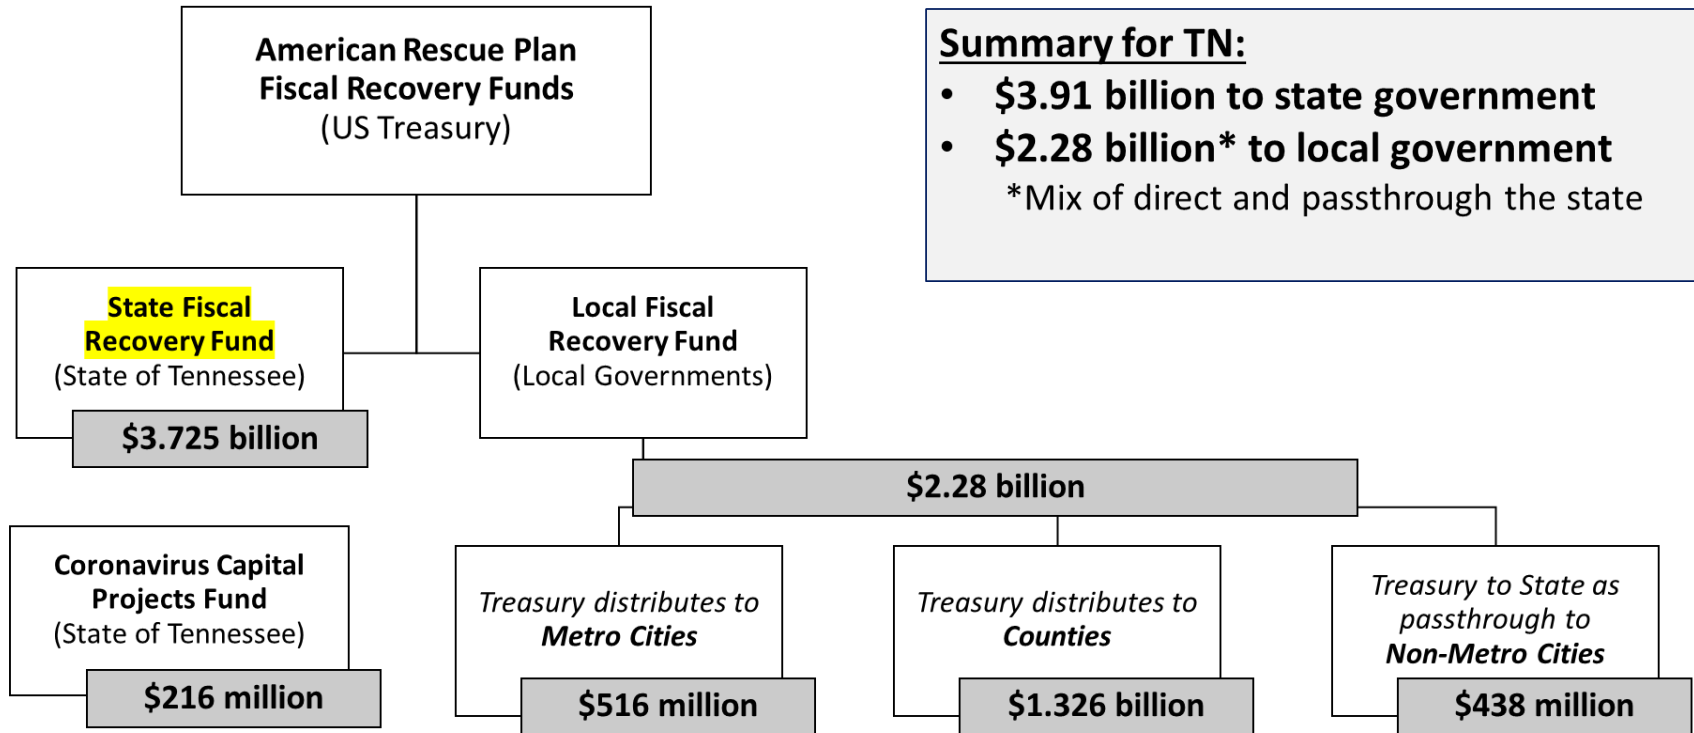 American Rescue Plan
Fiscal Recovery Funds
(US Treasury)
Summary for TN:
• $3.91 billion to state government
• $2.28 billion* to local government
*Mix of direct and passthrough the state
State Fiscal
Recovery Fund
(State of Tennessee)
$3.725 billion
Local Fiscal
Recovery Fund
(Local Governments)
$2.28 billion
Coronavirus Capital
Projects Fund
(State of Tennessee)
$216 million
Treasury distributes to
Metro Cities
$516 million
Treasury distributes to
Counties
$1.326 billion
Treasury to State as
passthrough to
Non-Metro Cities
$438 million